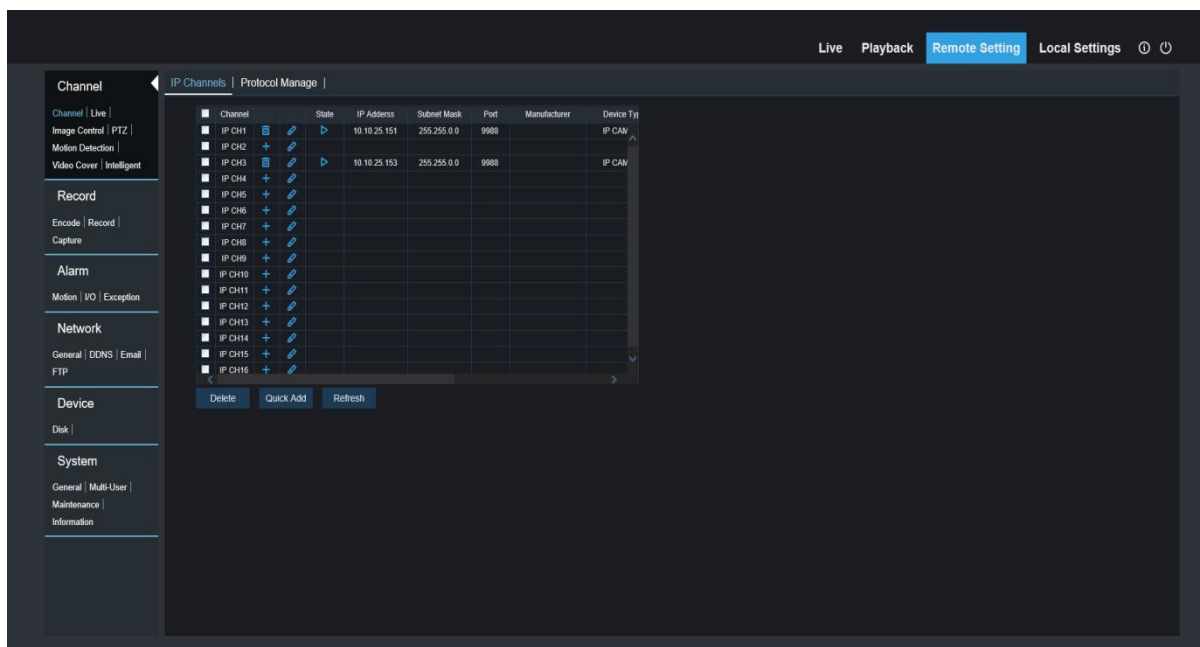 Live Playback Remote Setting Local Settings
Channel
Channel | Live |
Image Control | PTZ |
Motion Detection |
Video Cover | Intelligent
Record
Encode | Record |
Capture
Alarm
Motion | I/O | Exception
Network
General | DDNS | Email |
FTP
Device
Disk |
System
General | Multi-User |
Maintenance |
Information
IP Channels | Protocol Manage |
Channel State IP Adderss Subnet Mask Port Manufacturer Device Ty
IP CH1 10.10.25.151 255.255.0.0 9988 IP CAM
IP CH2
IP CH3 10.10.25.153 255.255.0.0 9988 IP CAM
IP CH4
IP CH5
IP CH6
IP CH7
IP CH8
IP CH9
IP CH10
IP CH11
IP CH12
IP CH13
IP CH14
IP CH15
IP CH16
Delete Quick Add Refresh